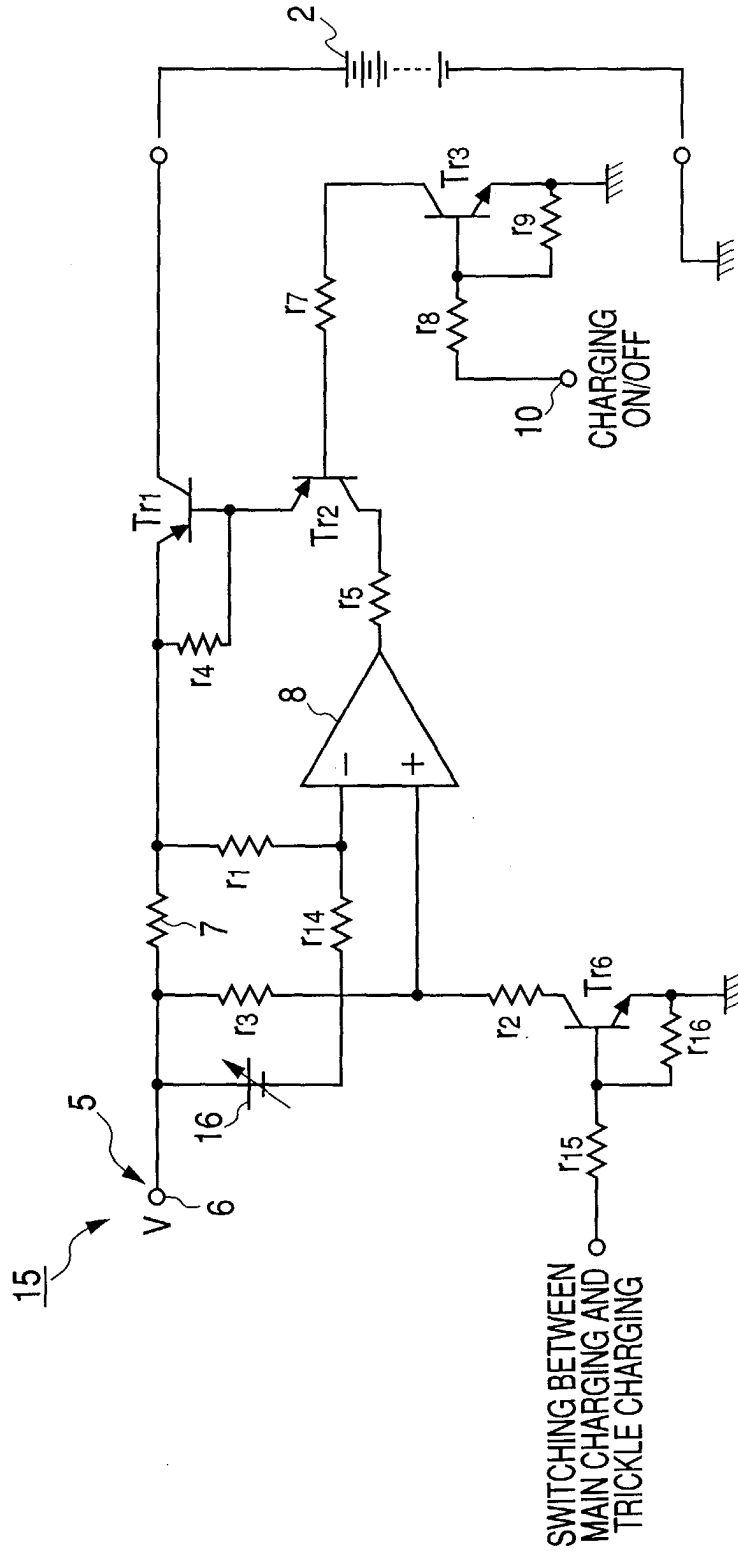 15
V
5
6
16
r3
7
r1
r14
r4
Tr1
8
r5
Tr2
r7
Tr3
r8
r9
10
CHARGING
ON/OFF
2
r2
Tr6
r15
r16
SWITCHING BETWEEN
MAIN CHARGING AND
TRICKLE CHARGING
−
+